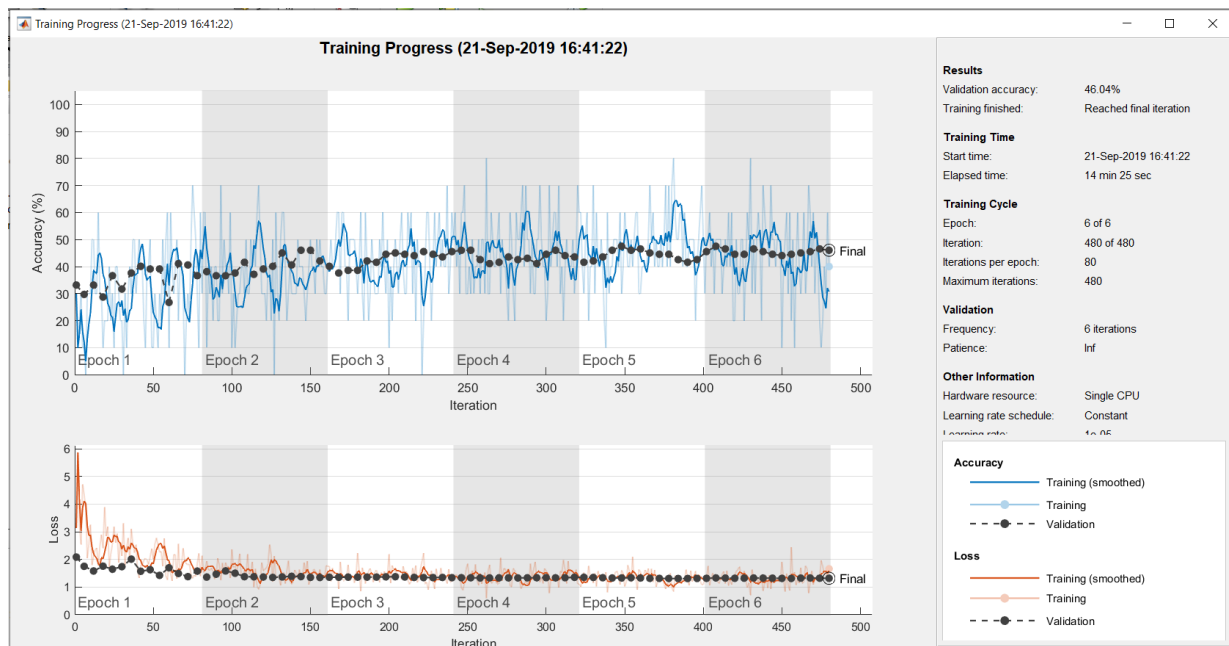 Training Progress (21-Sep-2019 16:41:22)
Training Progress (21-Sep-2019 16:41:22)
Accuracy (%)
100
90
80
70
60
50
40
30
20
10
0
Final
Epoch 1
Epoch 2
Epoch 3
Epoch 4
Epoch 5
Epoch 6
0 50 100 150 200 250 300 350 400 450 500
Iteration
Loss
6
5
4
3
2
1
0
Final
Epoch 1
Epoch 2
Epoch 3
Epoch 4
Epoch 5
Epoch 6
0 50 100 150 200 250 300 350 400 450 500
Iteration
Results
Validation accuracy: 46.04%
Training finished: Reached final iteration
Training Time
Start time: 21-Sep-2019 16:41:22
Elapsed time: 14 min 25 sec
Training Cycle
Epoch: 6 of 6
Iteration: 480 of 480
Iterations per epoch: 80
Maximum iterations: 480
Validation
Frequency: 6 iterations
Patience: Inf
Other Information
Hardware resource: Single CPU
Learning rate schedule: Constant
Learning rate: 1e-05
Accuracy
Training (smoothed)
Training
Validation
Loss
Training (smoothed)
Training
Validation